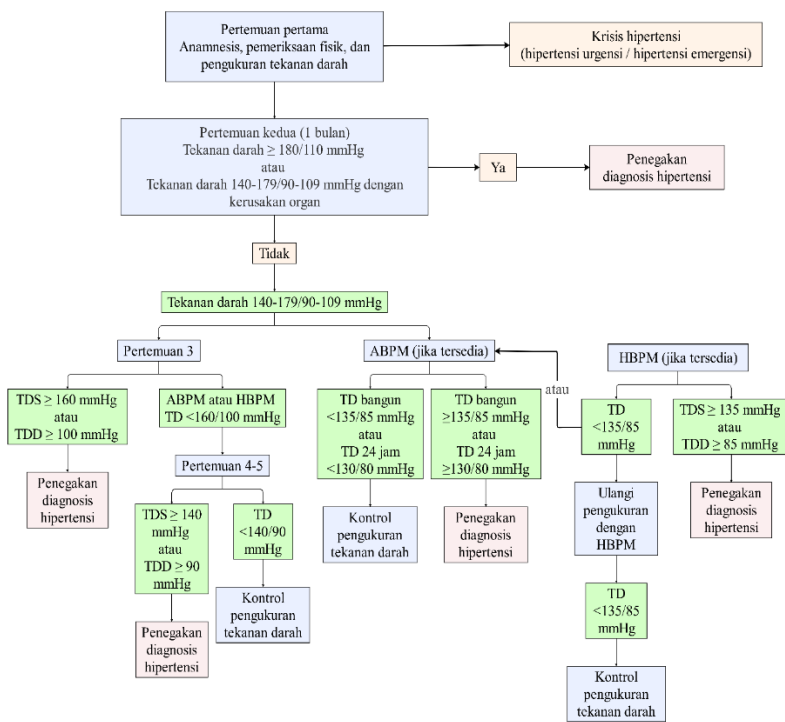 Pertemuan pertama
Anamnesis, pemeriksaan fisik, dan
pengukuran tekanan darah
Krisis hipertensi
(hipertensi urgensi / hipertensi emergensi)
Pertemuan kedua (1 bulan)
Tekanan darah ≥ 180/110 mmHg
atau
Tekanan darah 140-179/90-109 mmHg dengan
kerusakan organ
Ya
Penegakan
diagnosis hipertensi
Tidak
Tekanan darah 140-179/90-109 mmHg
Pertemuan 3
ABPM (jika tersedia)
HBPM (jika tersedia)
atau
TDS ≥ 160 mmHg
atau
TDD ≥ 100 mmHg
ABPM atau HBPM
TD <160/100 mmHg
TD bangun
<135/85 mmHg
atau
TD 24 jam
<130/80 mmHg
TD bangun
≥135/85 mmHg
atau
TD 24 jam
≥130/80 mmHg
TD
<135/85
mmHg
TDS ≥ 135 mmHg
atau
TDD ≥ 85 mmHg
Penegakan
diagnosis
hipertensi
Pertemuan 4-5
TDS ≥ 140
mmHg
atau
TDD ≥ 90
mmHg
TD
<140/90
mmHg
Kontrol
pengukuran
tekanan darah
Penegakan
diagnosis
hipertensi
Ulangi
pengukuran
dengan
HBPM
Penegakan
diagnosis
hipertensi
Penegakan
diagnosis
hipertensi
Kontrol
pengukuran
tekanan darah
TD
<135/85
mmHg
Kontrol
pengukuran
tekanan darah